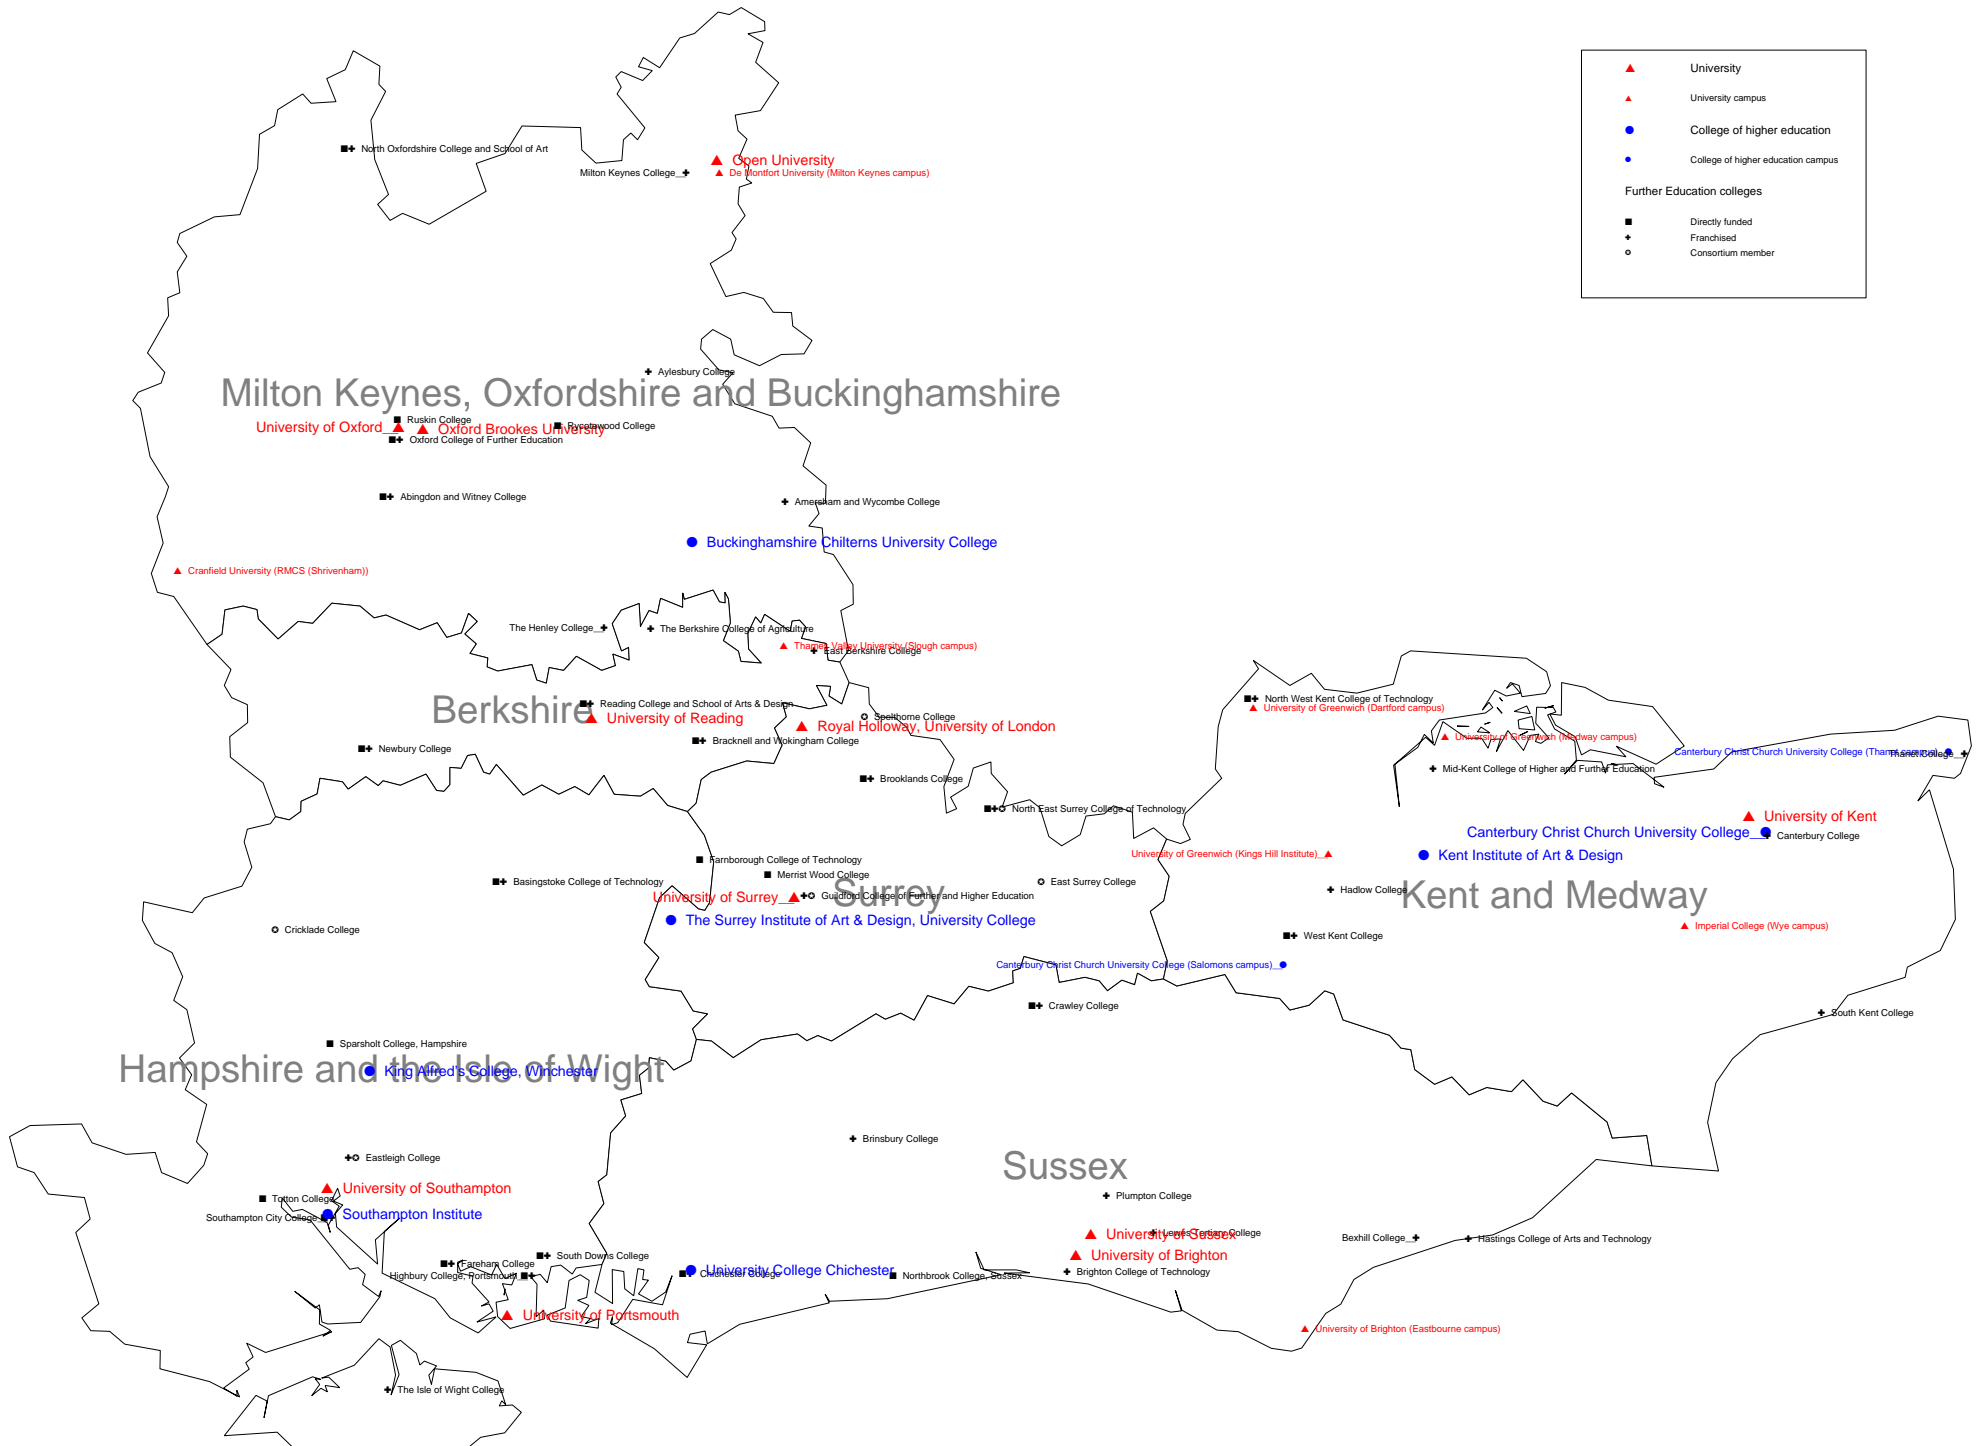 University
University campus
College of higher education
College of higher education campus
Further Education colleges
Directly funded
Franchised
Consortium member
North Oxfordshire College and School of Art
Open University
Milton Keynes College
De Montfort University (Milton Keynes campus)
Aylesbury College
Milton Keynes, Oxfordshire and Buckinghamshire
Ruskin College
University of Oxford
Oxford Brookes University
Rycotewood College
Oxford College of Further Education
Abingdon and Witney College
Amersham and Wycombe College
Buckinghamshire Chilterns University College
Cranfield University (RMCS (Shrivenham))
The Henley College
The Berkshire College of Agriculture
Thames Valley University (Slough campus)
East Berkshire College
Berkshire
Reading College and School of Arts & Design
University of Reading
Spelthorne College
Royal Holloway, University of London
Newbury College
Bracknell and Wokingham College
Brooklands College
North East Surrey College of Technology
North West Kent College of Technology
University of Greenwich (Dartford campus)
University of Greenwich (Medway campus)
Canterbury Christ Church University College (Thanet campus)
Thanet College
Mid-Kent College of Higher and Further Education
University of Kent
Canterbury Christ Church University College
Canterbury College
University of Greenwich (Kings Hill Institute)
Kent Institute of Art & Design
Farnborough College of Technology
Merrist Wood College
Basingstoke College of Technology
East Surrey College
Surrey
University of Surrey
Guildford College of Further and Higher Education
Hadlow College
Kent and Medway
The Surrey Institute of Art & Design, University College
Cricklade College
Imperial College (Wye campus)
West Kent College
Canterbury Christ Church University College (Salomons campus)
Crawley College
South Kent College
Sparsholt College, Hampshire
Hampshire and the Isle of Wight
King Alfred's College, Winchester
Brinsbury College
Eastleigh College
Sussex
University of Southampton
Totton College
Plumpton College
Southampton City College
Southampton Institute
University of Sussex
Lewes Tertiary College
Bexhill College
Hastings College of Arts and Technology
South Downs College
University of Brighton
Fareham College
Highbury College, Portsmouth
University College Chichester
Chichester College
Northbrook College, Sussex
Brighton College of Technology
University of Portsmouth
University of Brighton (Eastbourne campus)
The Isle of Wight College